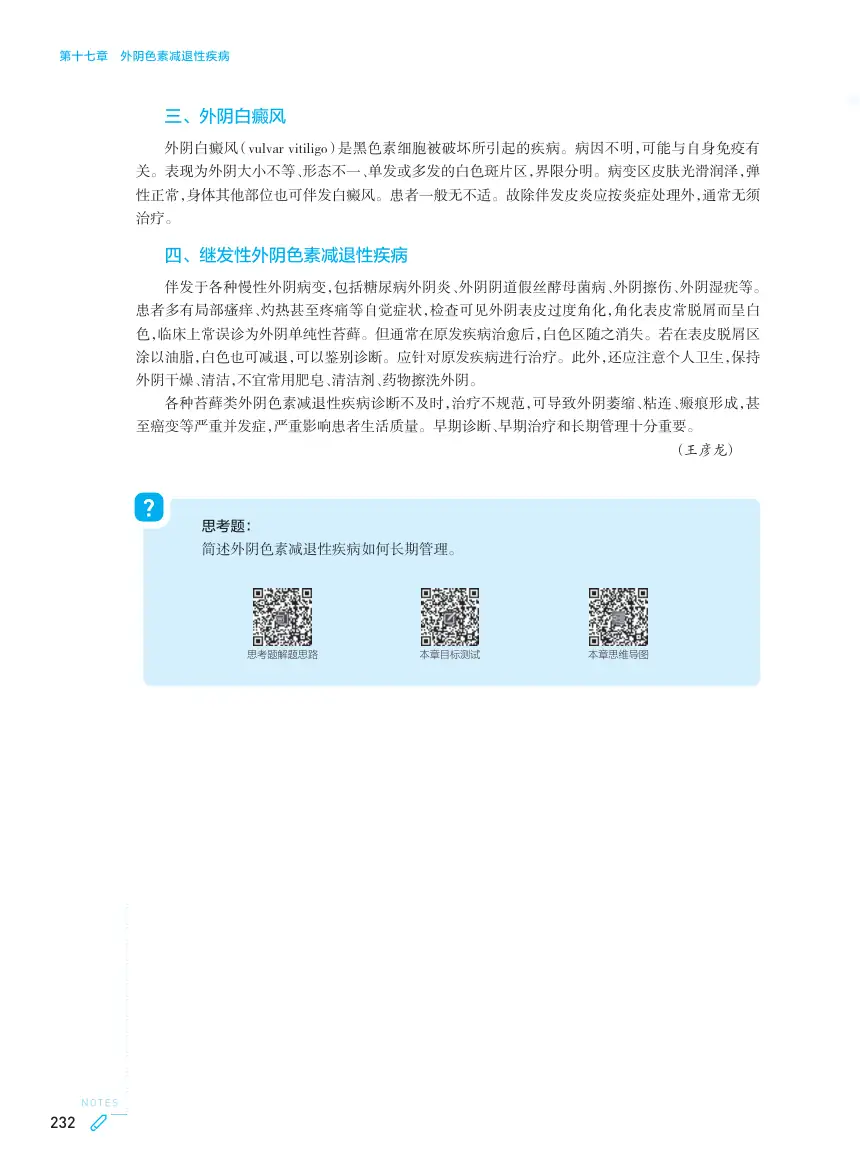 第十七章 外阴色素减退性疾病
三、外阴白癜风
外阴白癜风(vulvar vitiligo)是黑色素细胞被破坏所引起的疾病。病因不明,可能与自身免疫有
关。表现为外阴大小不等、形态不一、单发或多发的白色斑片区,界限分明。病变区皮肤光滑润泽,弹
性正常,身体其他部位也可伴发白癜风。患者一般无不适。故除伴发皮炎应按炎症处理外,通常无须
治疗。
四、继发性外阴色素减退性疾病
伴发于各种慢性外阴病变,包括糖尿病外阴炎、外阴阴道假丝酵母菌病、外阴擦伤、外阴湿疣等。
患者多有局部瘙痒、灼热甚至疼痛等自觉症状,检查可见外阴表皮过度角化,角化表皮常脱屑而呈白
色,临床上常误诊为外阴单纯性苔藓。但通常在原发疾病治愈后,白色区随之消失。若在表皮脱屑区
涂以油脂,白色也可减退,可以鉴别诊断。应针对原发疾病进行治疗。此外,还应注意个人卫生,保持
外阴干燥、清洁,不宜常用肥皂、清洁剂、药物擦洗外阴。
各种苔藓类外阴色素减退性疾病诊断不及时,治疗不规范,可导致外阴萎缩、粘连、瘢痕形成,甚
至癌变等严重并发症,严重影响患者生活质量。早期诊断、早期治疗和长期管理十分重要。
(王彦龙)
?
思考题:
简述外阴色素减退性疾病如何长期管理。
思考题解题思路 本章目标测试 本章思维导图
NOTES
232